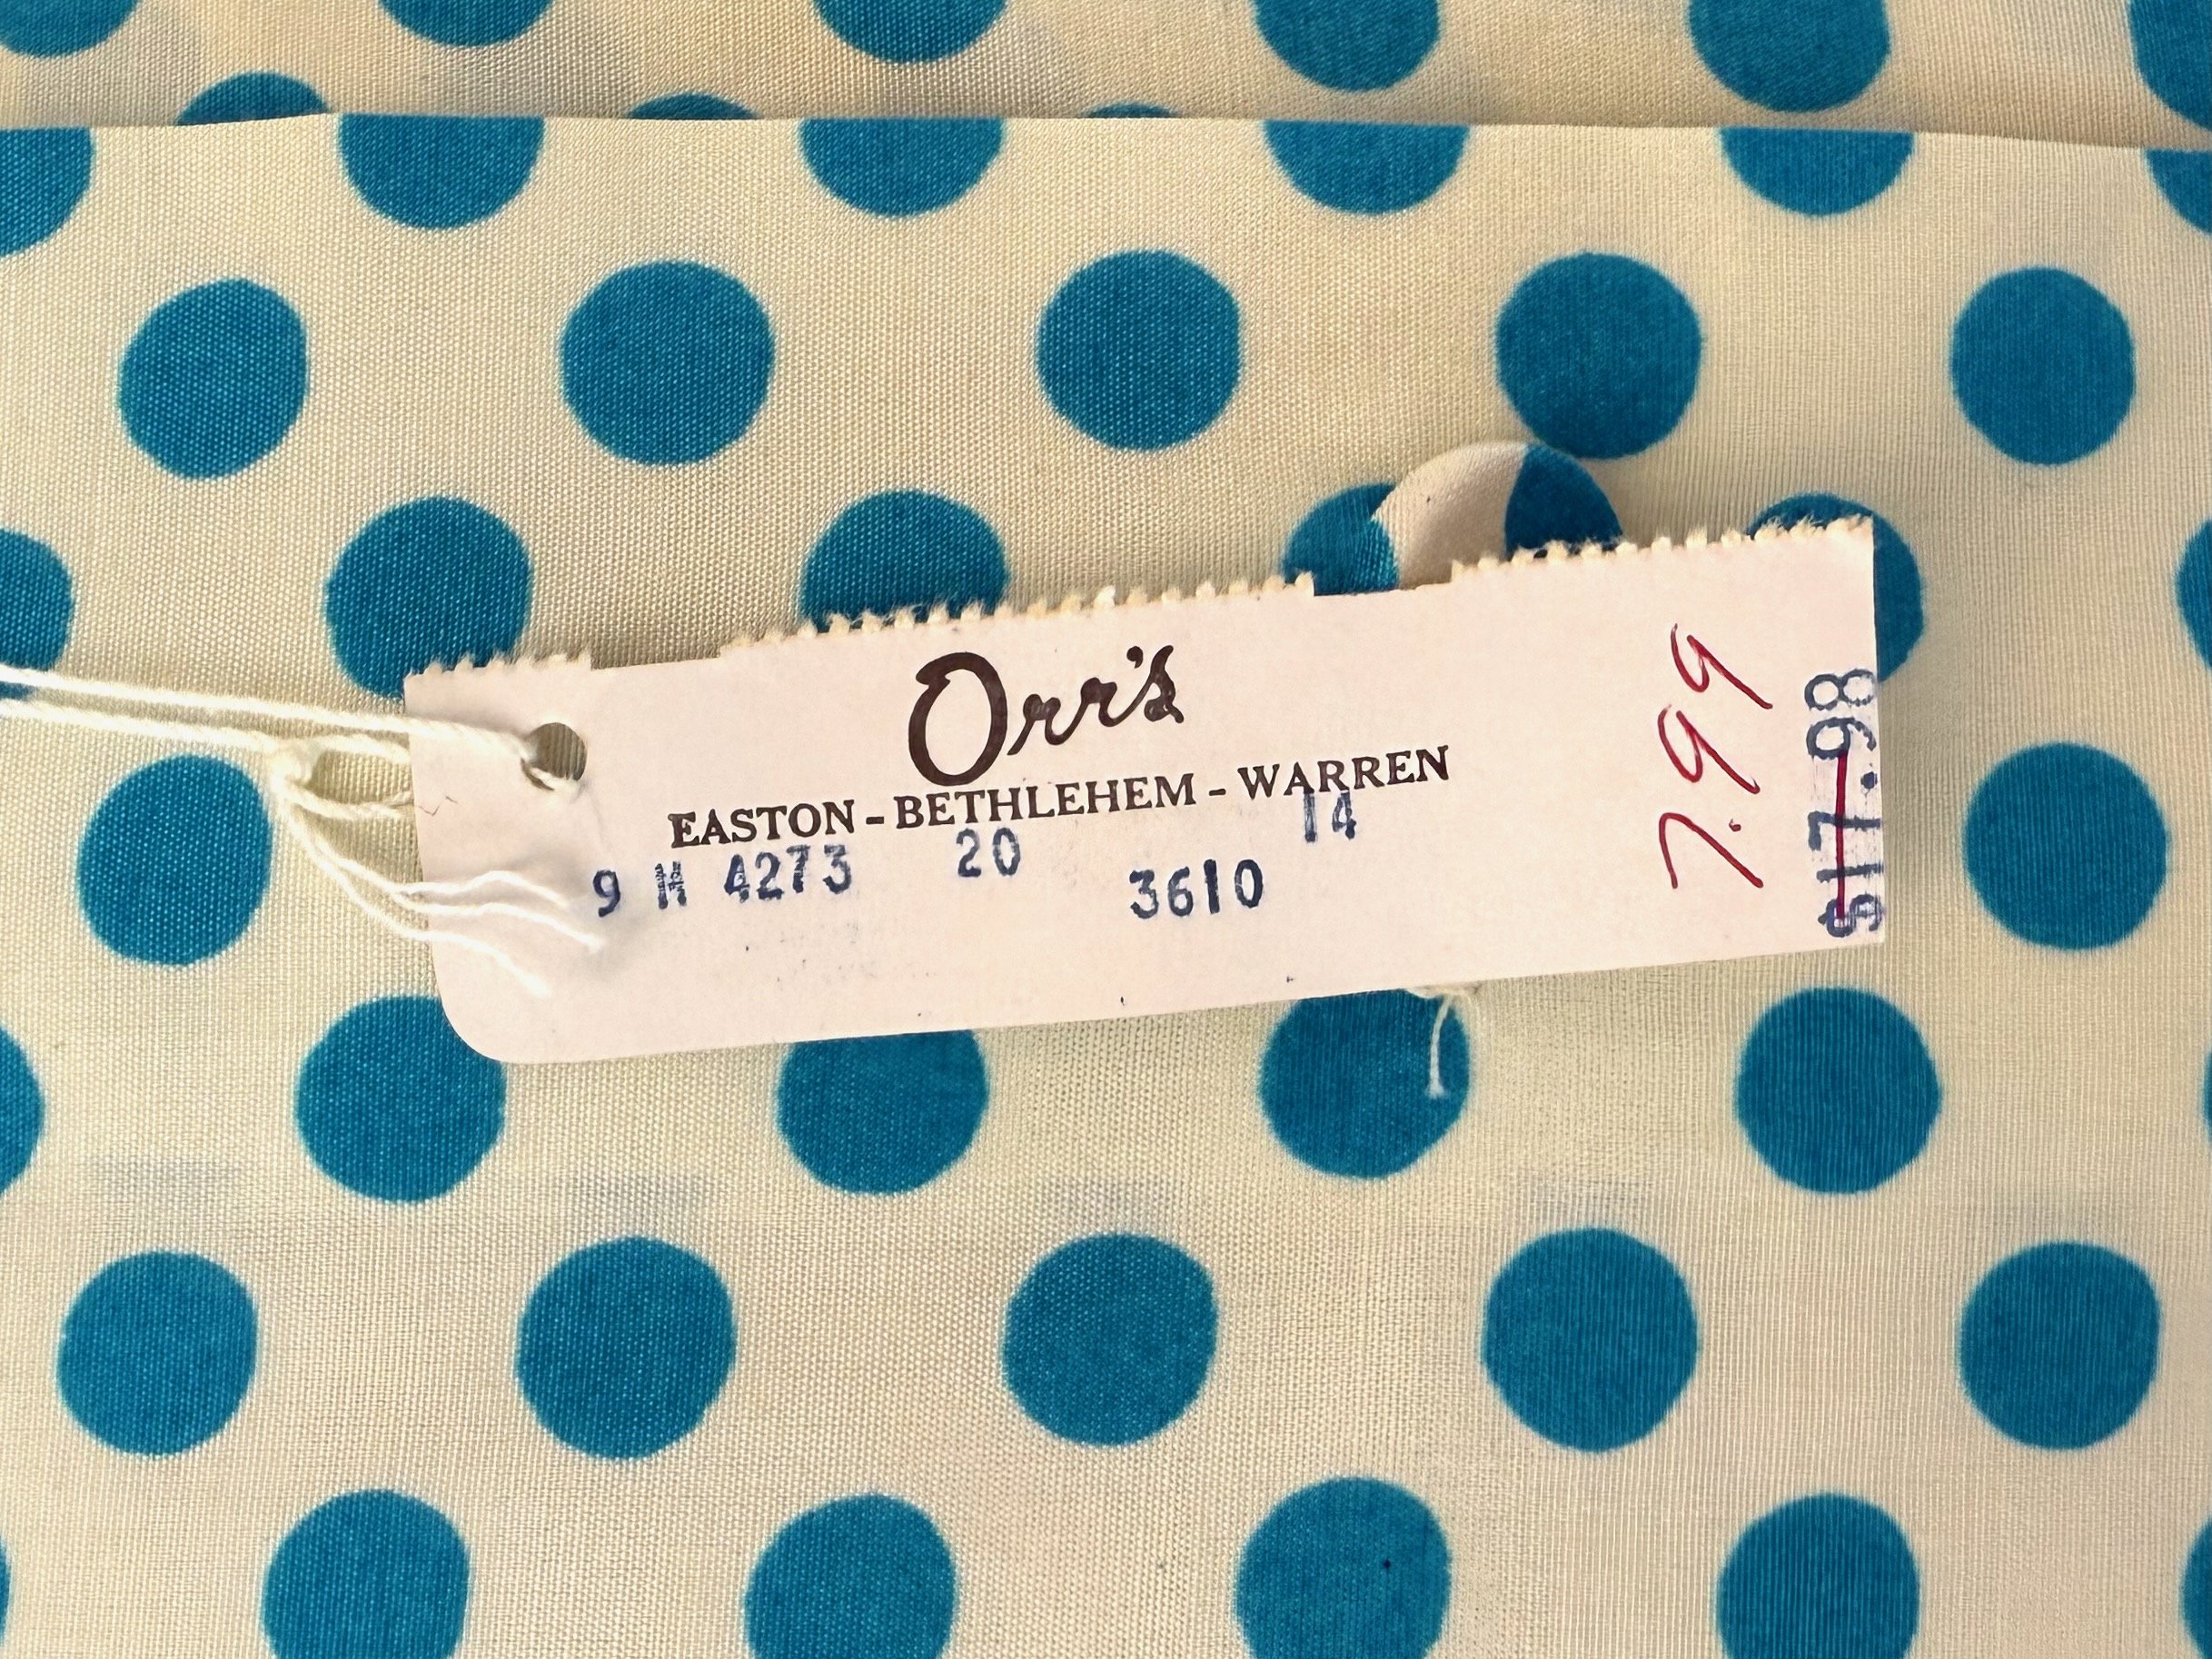 Orr's
EASTON - BETHLEHEM - WARREN
14
9 H 4273 20
3610
7.99
$17.98